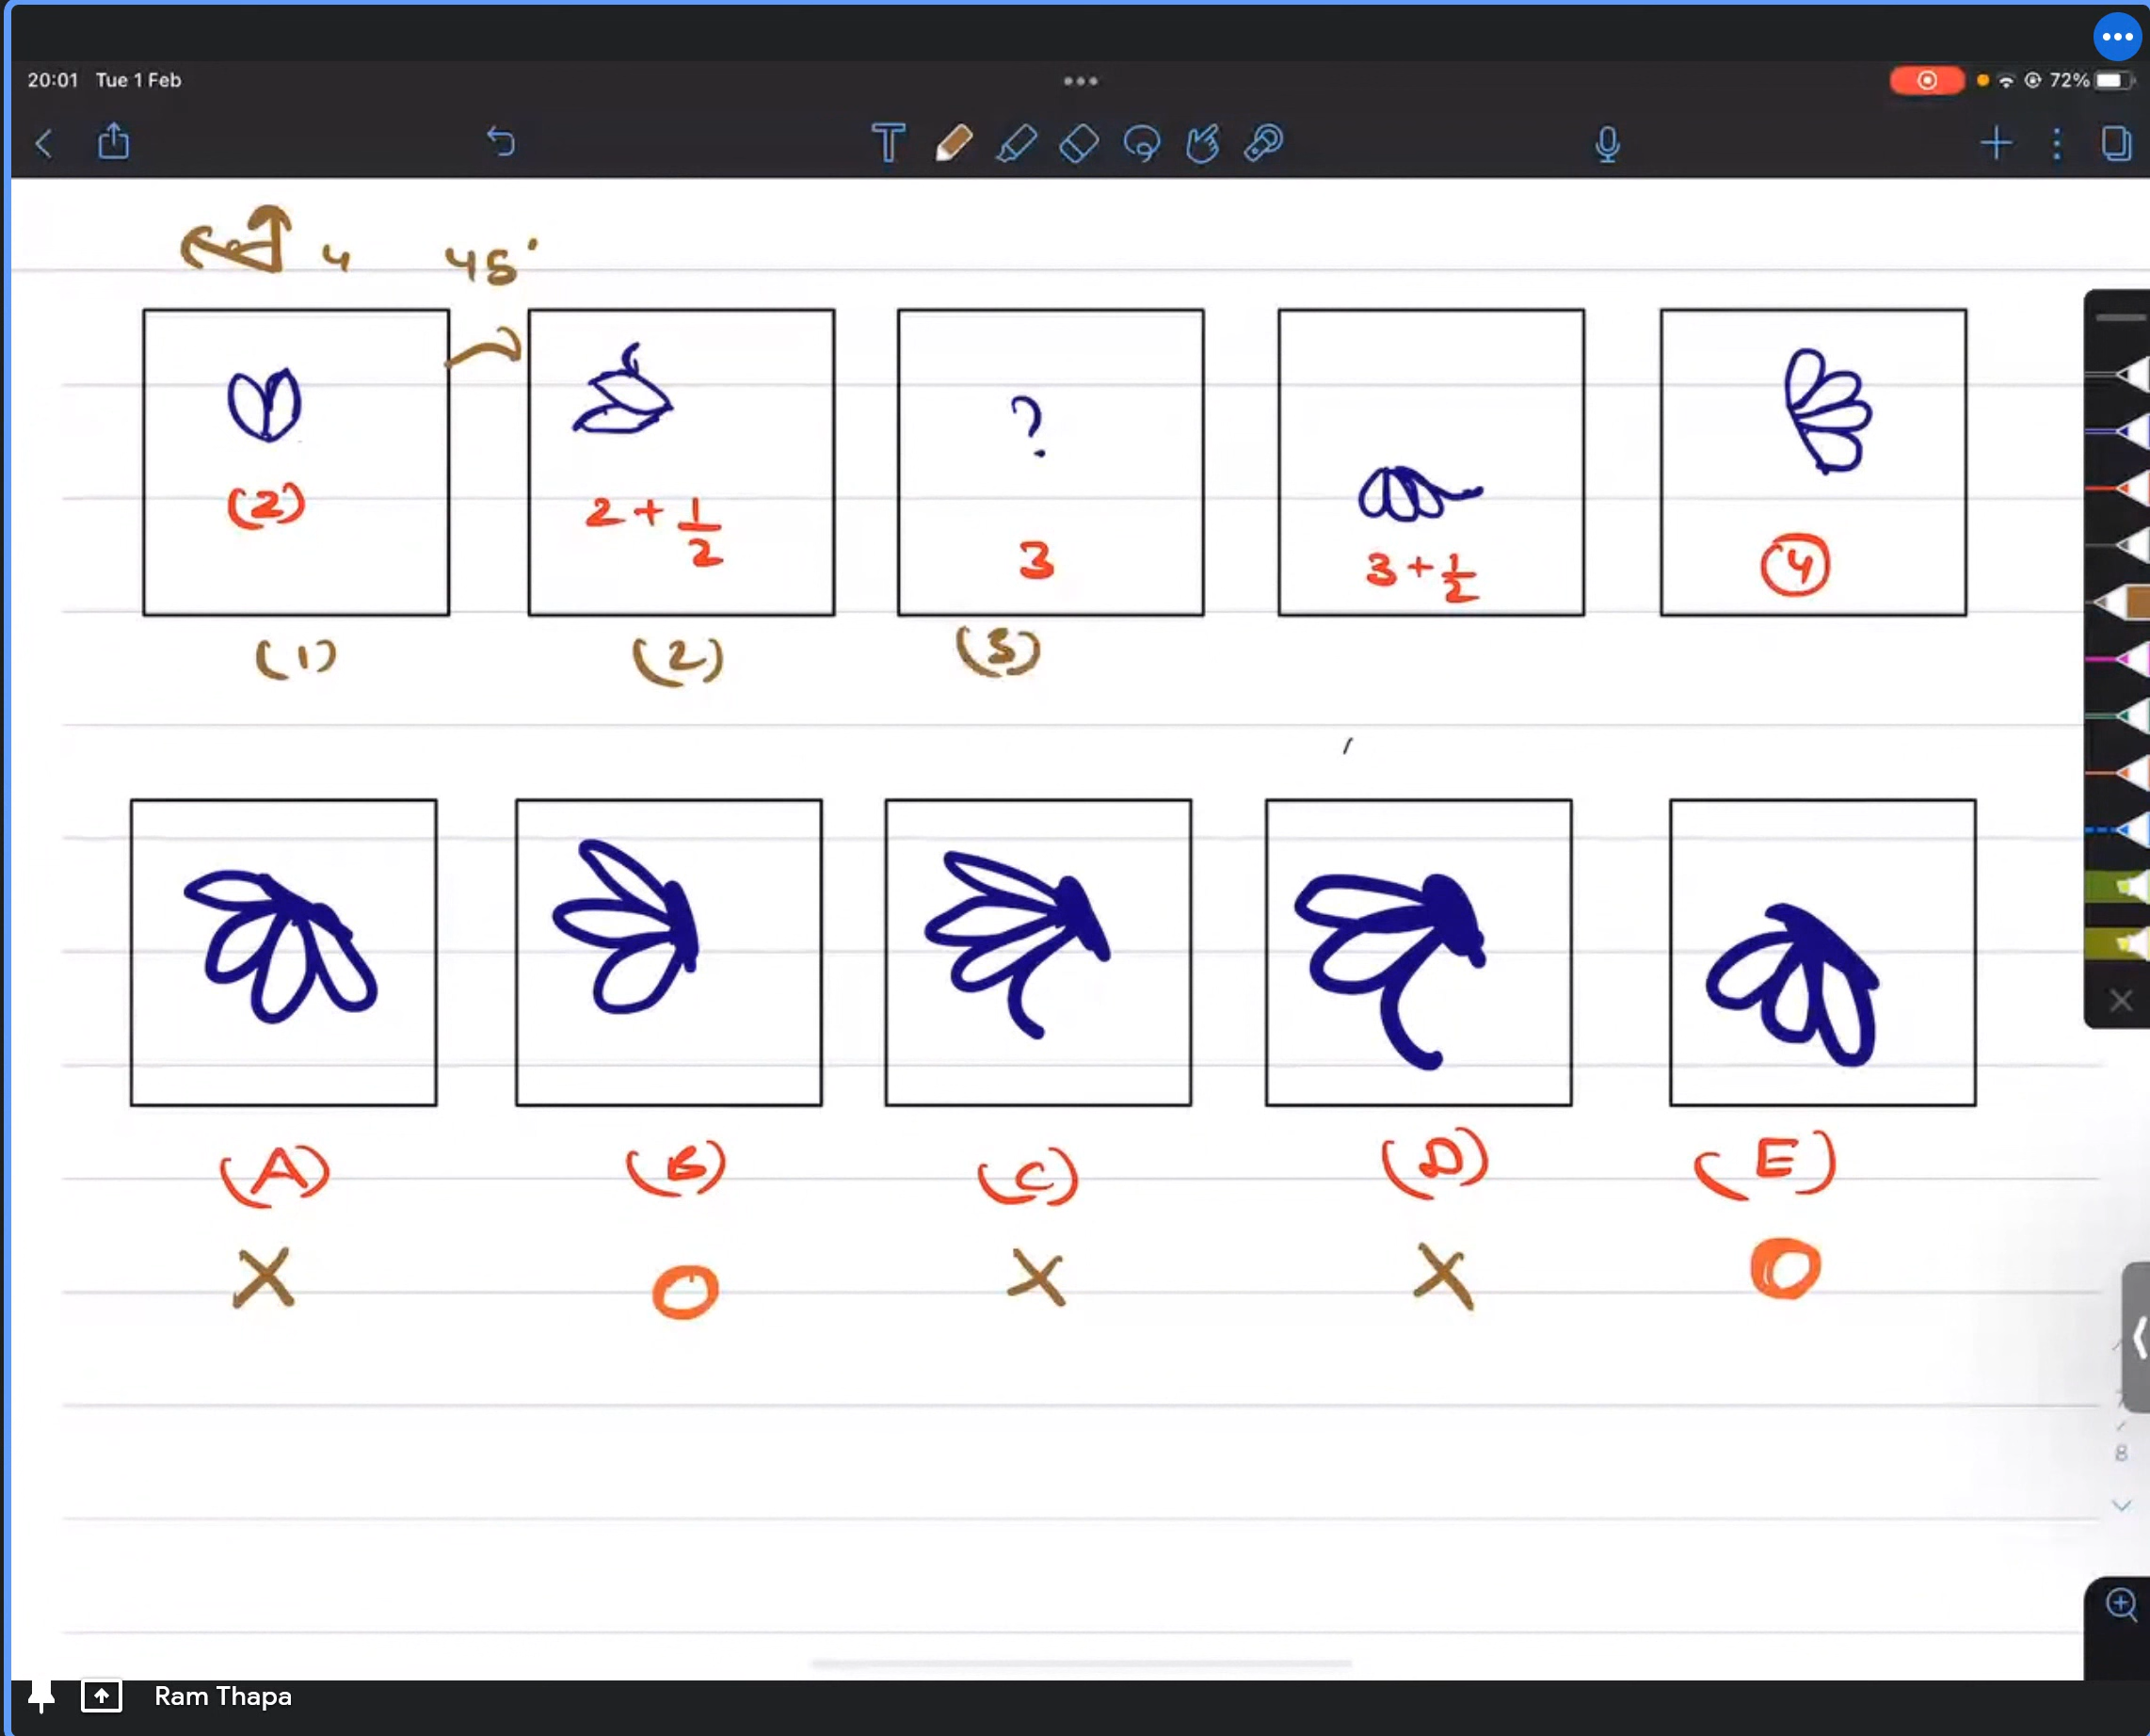 20:01 Tue 1 Feb
72%
T
4 45°
?
(2)
2 + 1/2
3
3 + 1/2
4
(1) (2) (3)
(A) (B) (C) (D) (E)
X O X X O
8
Ram Thapa